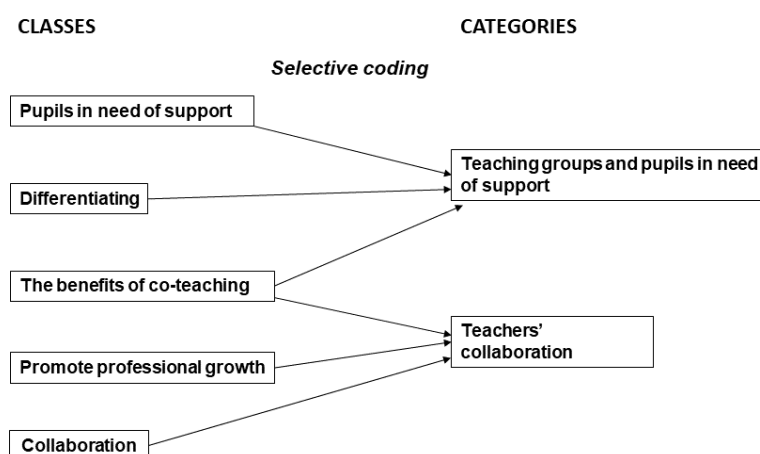 CLASSES
CATEGORIES
Selective coding
Pupils in need of support
Teaching groups and pupils in need
of support
Differentiating
The benefits of co-teaching
Teachers’
collaboration
Promote professional growth
Collaboration